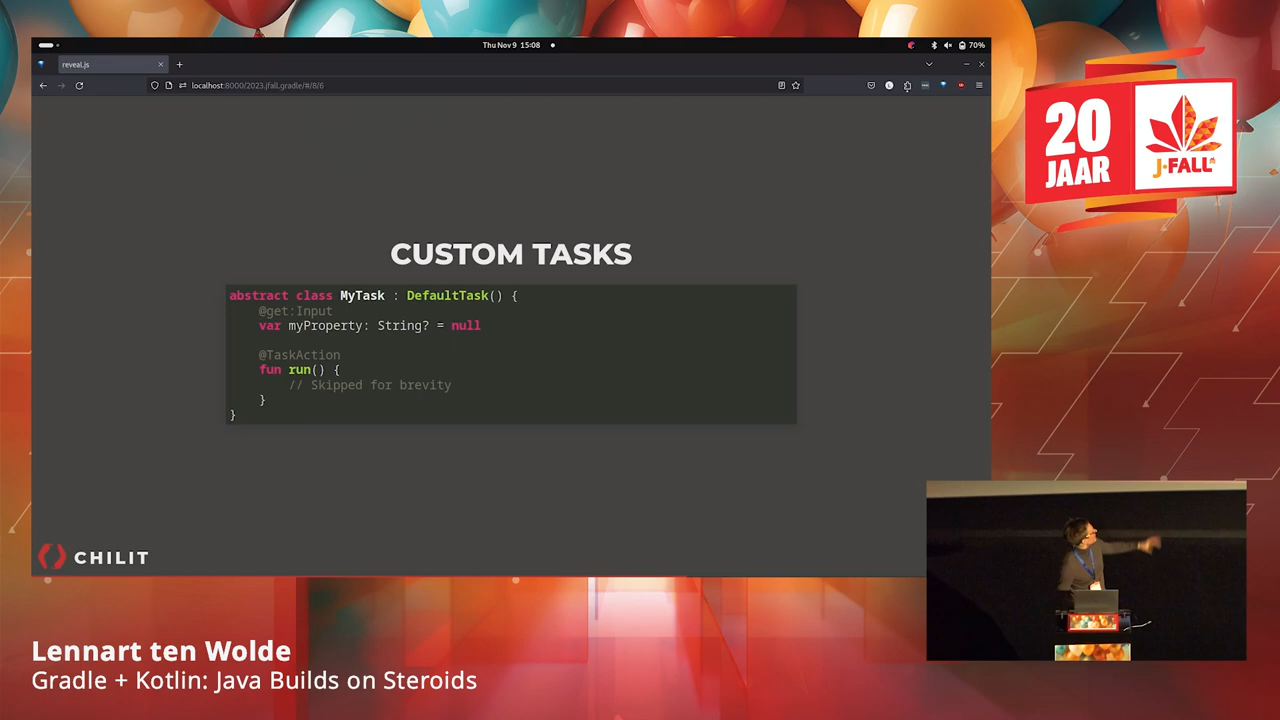 Thu Nov 9 15:08
70%
reveal.js
localhost:8000/2023.jfall.gradle/#/8/6
20
JAAR
J-FALL
CUSTOM TASKS
abstract class MyTask : DefaultTask() {
@get:Input
var myProperty: String? = null
@TaskAction
fun run() {
// Skipped for brevity
}
}
CHILIT
Lennart ten Wolde
Gradle + Kotlin: Java Builds on Steroids